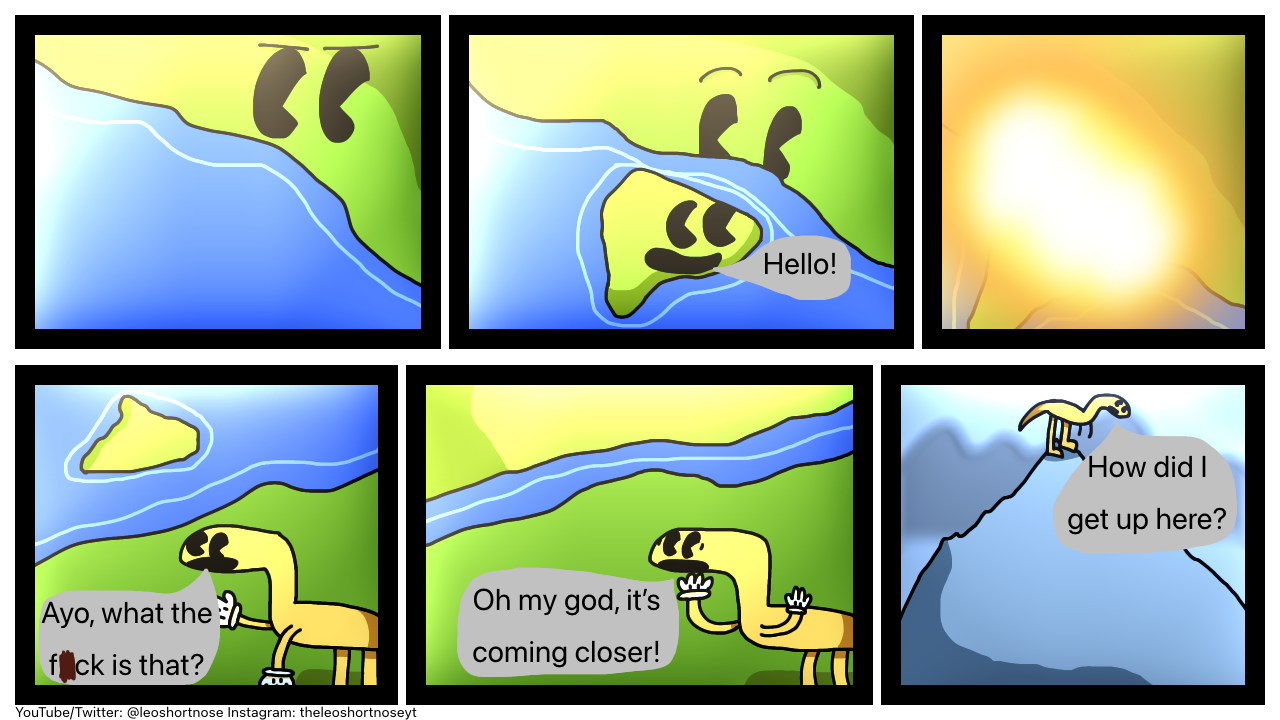 Hello!
Ayo, what the
f ck is that?
Oh my god, it's
coming closer!
How did I
get up here?
YouTube/Twitter: @leoshortnose Instagram: theleoshortnoseyt